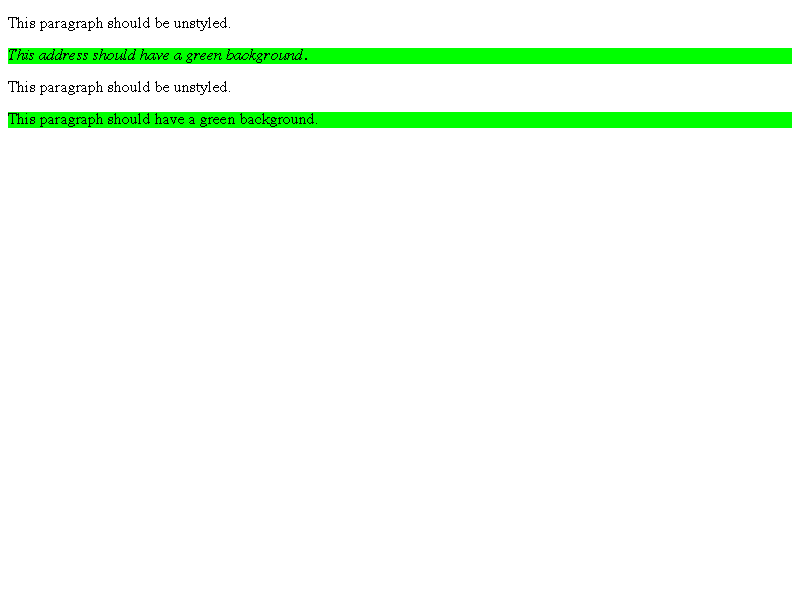 This paragraph should be unstyled.
This address should have a green background.
This paragraph should be unstyled.
This paragraph should have a green background.